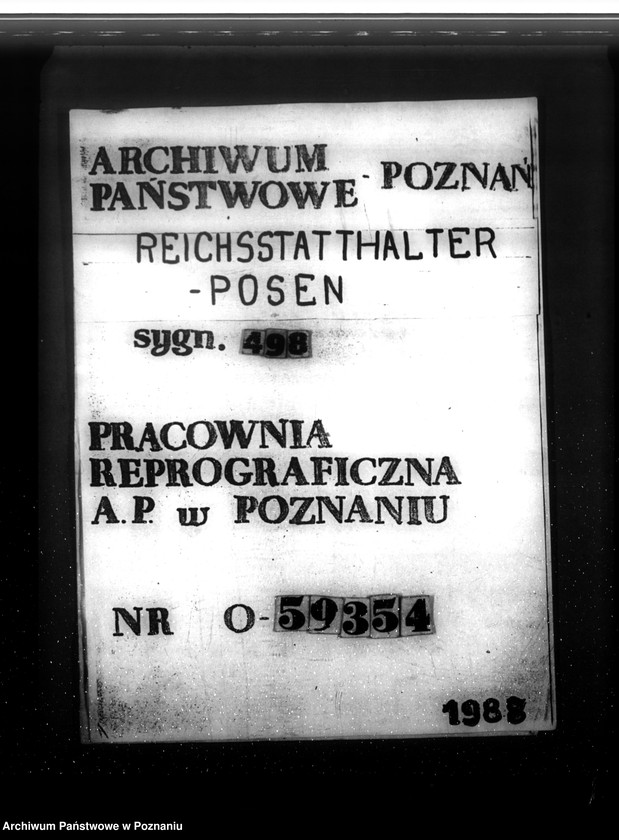 ARCHIWUM
PAŃSTWOWE - POZNAŃ
REICHSSTATTHALTER
-POSEN
sygn. 498
PRACOWNIA
REPROGRAFICZNA
A.P. w POZNANIU
NR O-59354
1988
Archiwum Państwowe w Poznaniu